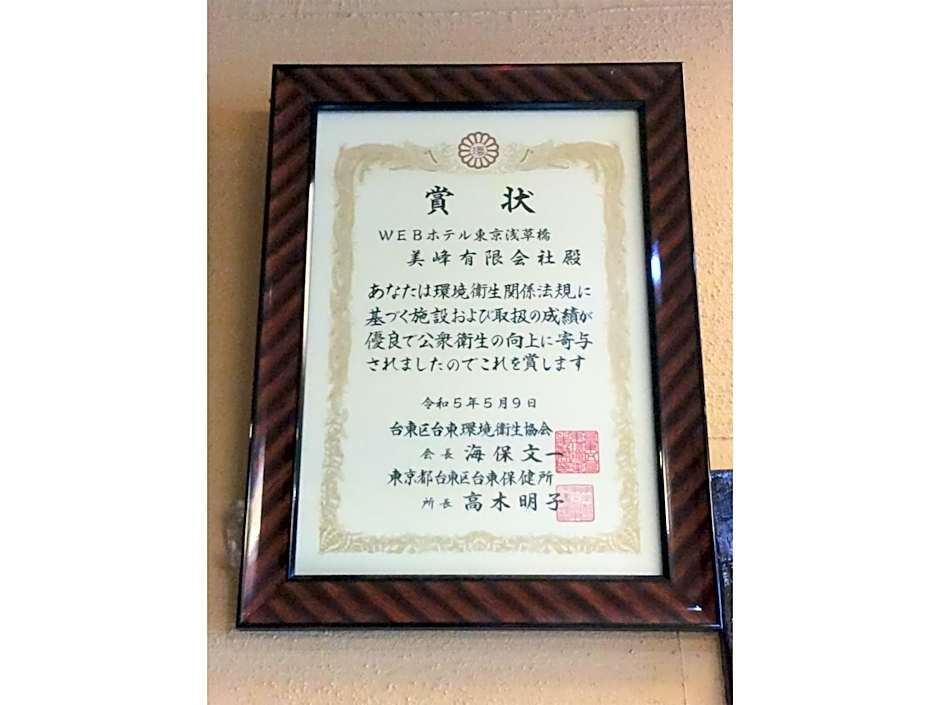 環
賞状
WEBホテル東京浅草橋
美峰有限会社殿
あなたは環境衛生関係法規に
基づく施設および取扱の成績が
優良で公衆衛生の向上に寄与
されましたのでこれを賞します
令和5年5月9日
台東区台東環境衛生協会
会長 海保文一
東京都台東区台東保健所
所長 高木明子